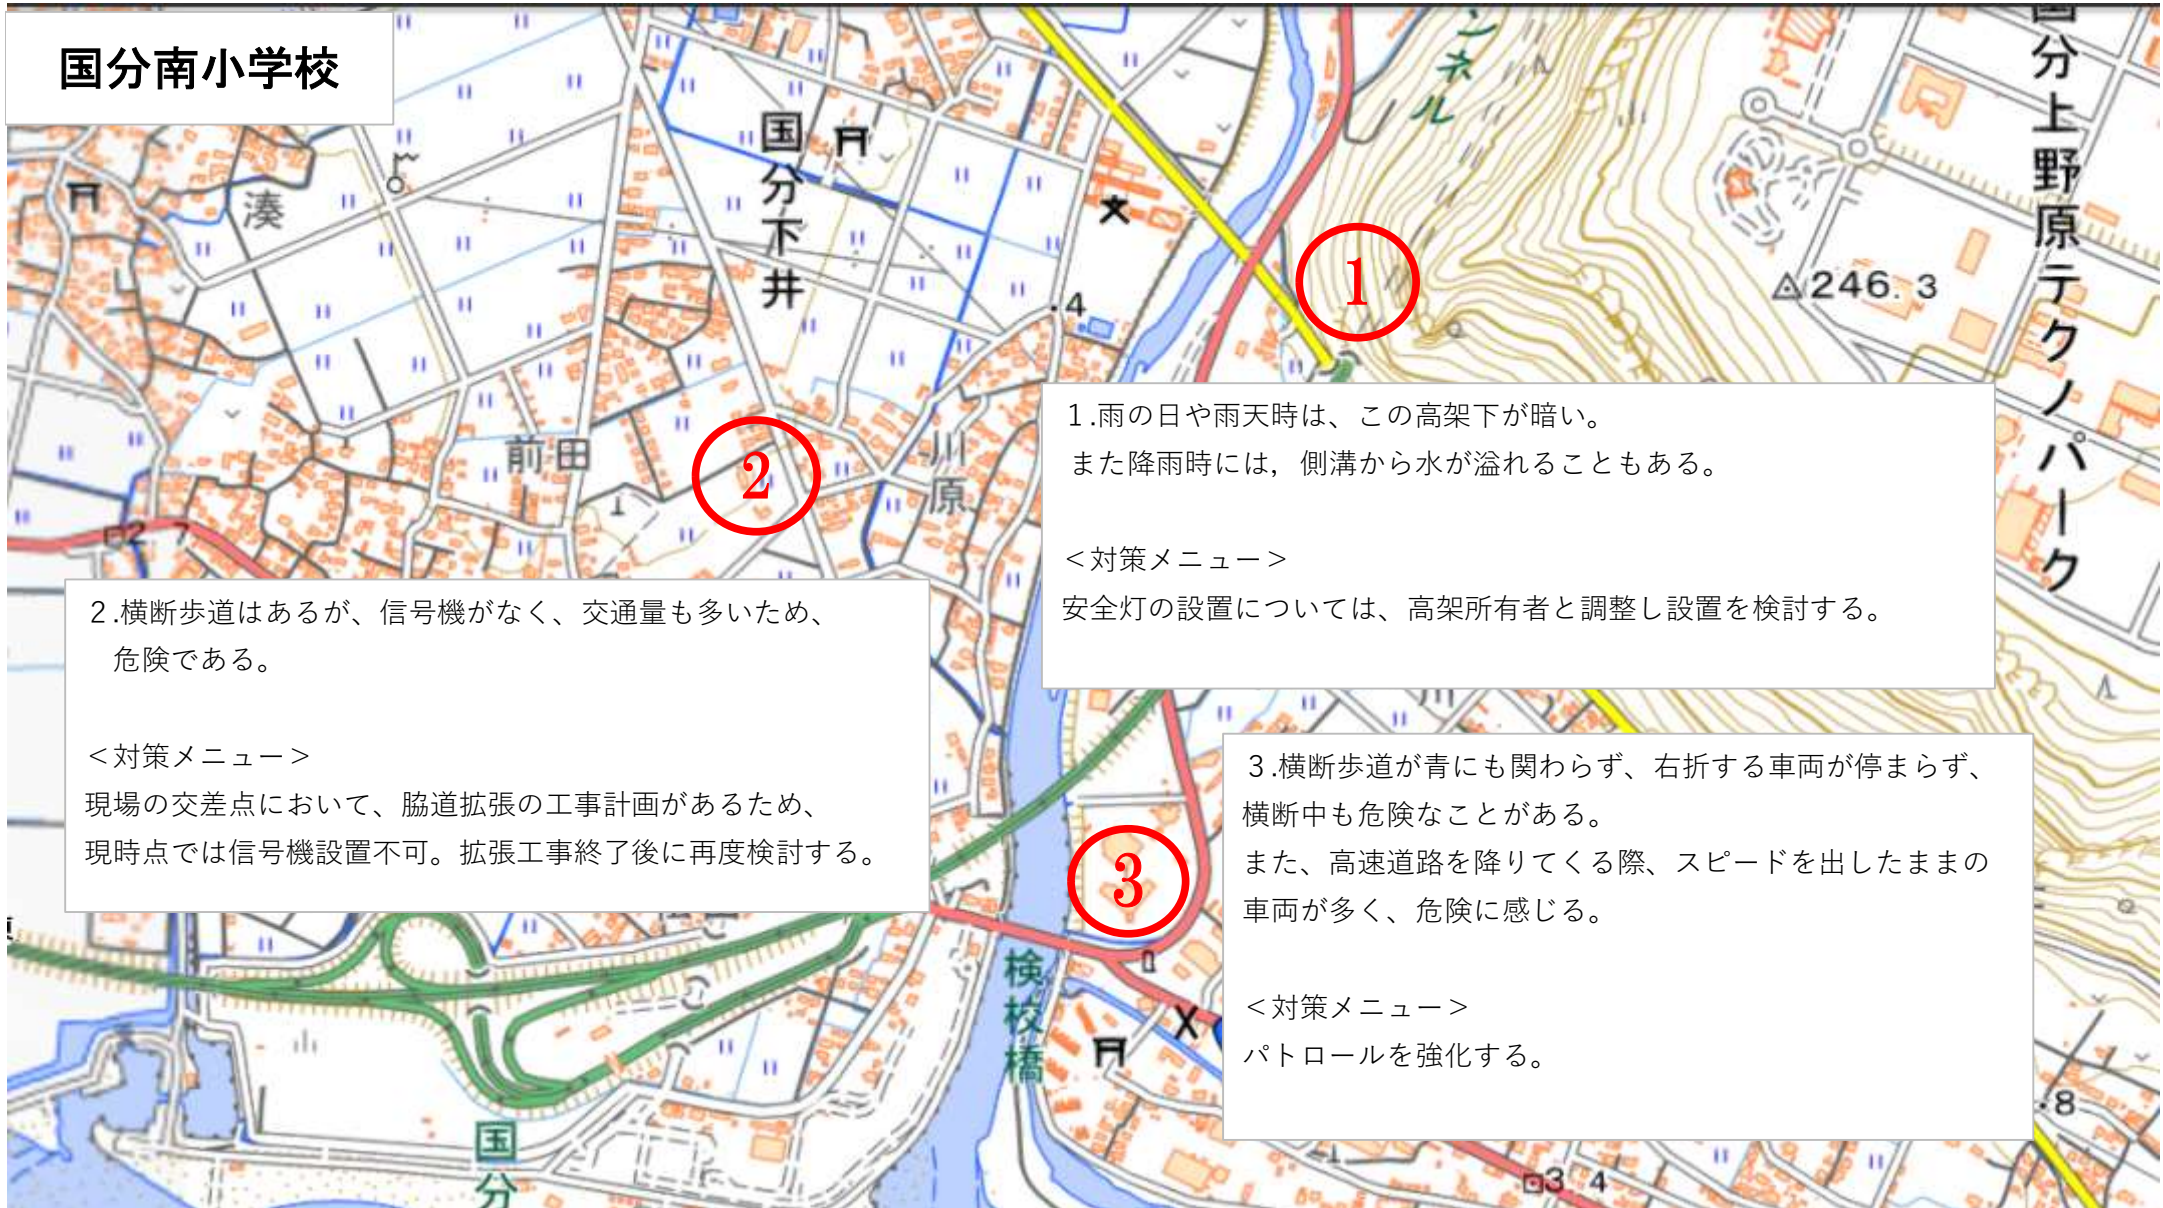 国分南小学校
ンネル
国分上野原テクノパーク
国分下井
湊
246.3
4
1
前田
川原
2
2.7
1.雨の日や雨天時は、この高架下が暗い。
また降雨時には，側溝から水が溢れることもある。
＜対策メニュー＞
安全灯の設置については、高架所有者と調整し設置を検討する。
2.横断歩道はあるが、信号機がなく、交通量も多いため、
危険である。
＜対策メニュー＞
現場の交差点において、脇道拡張の工事計画があるため、
現時点では信号機設置不可。拡張工事終了後に再度検討する。
川
3
3.横断歩道が青にも関わらず、右折する車両が停まらず、
横断中も危険なことがある。
また、高速道路を降りてくる際、スピードを出したままの
車両が多く、危険に感じる。
＜対策メニュー＞
パトロールを強化する。
検校橋
国分
8
3.4